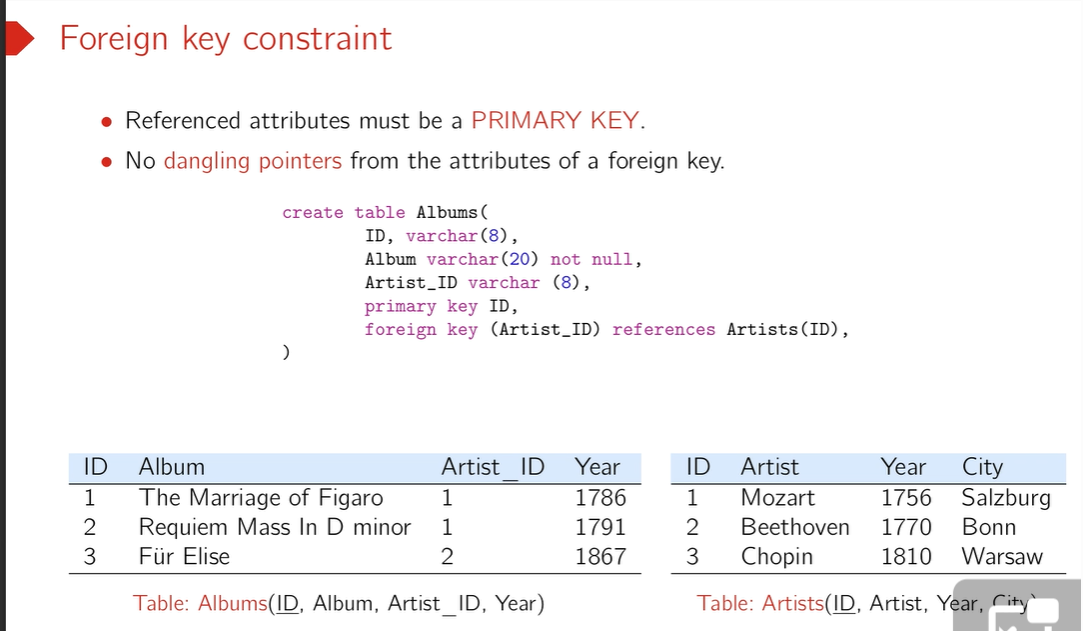 Foreign key constraint
• Referenced attributes must be a PRIMARY KEY.
• No dangling pointers from the attributes of a foreign key.
create table Albums(
ID, varchar(8),
Album varchar(20) not null,
Artist_ID varchar (8),
primary key ID,
foreign key (Artist_ID) references Artists(ID),
)
ID Album Artist_ID Year
1 The Marriage of Figaro 1 1786
2 Requiem Mass In D minor 1 1791
3 Für Elise 2 1867
Table: Albums(ID, Album, Artist_ID, Year)
ID Artist Year City
1 Mozart 1756 Salzburg
2 Beethoven 1770 Bonn
3 Chopin 1810 Warsaw
Table: Artists(ID, Artist, Year, City)